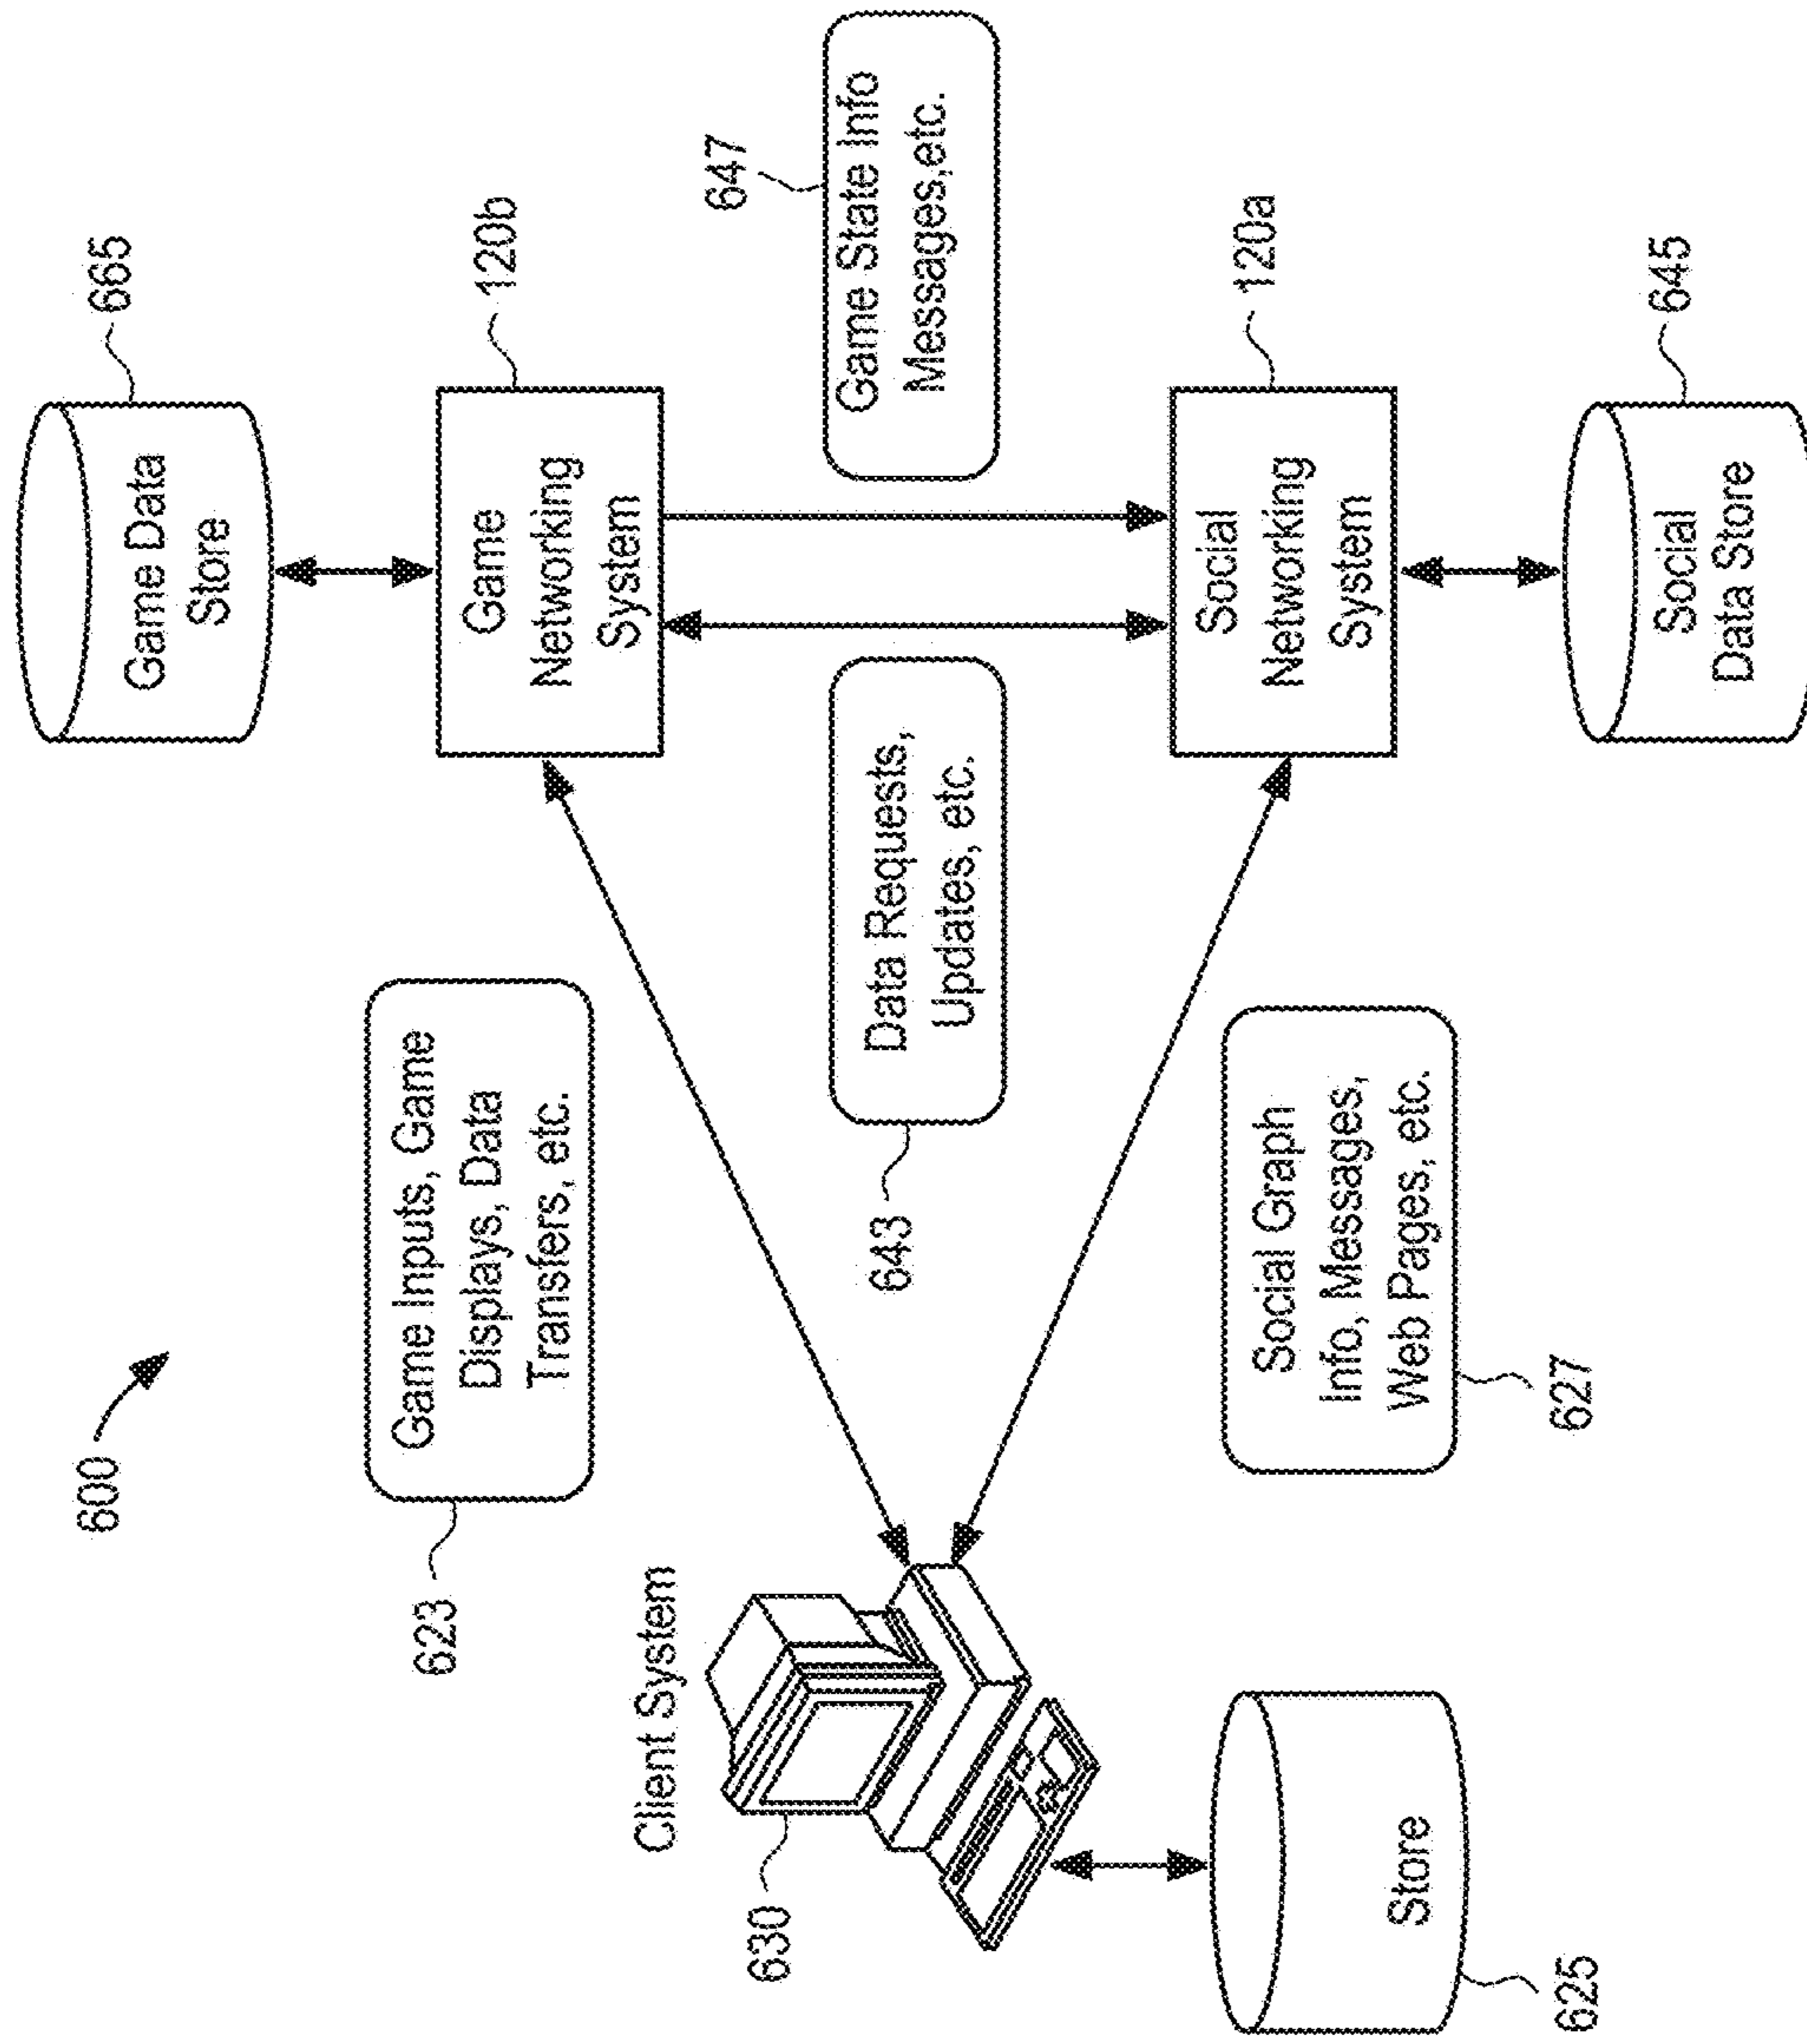 600
665
Game Data
Store
Game
Networking
System
120b
623
Game Inputs, Game
Displays, Data
Transfers, etc.
Client System
630
643
Data Requests,
Updates, etc.
647
Game State Info
Messages,etc.
Social
Networking
System
120a
Social Graph
Info, Messages,
Web Pages, etc.
627
Store
625
Social
Data Store
645